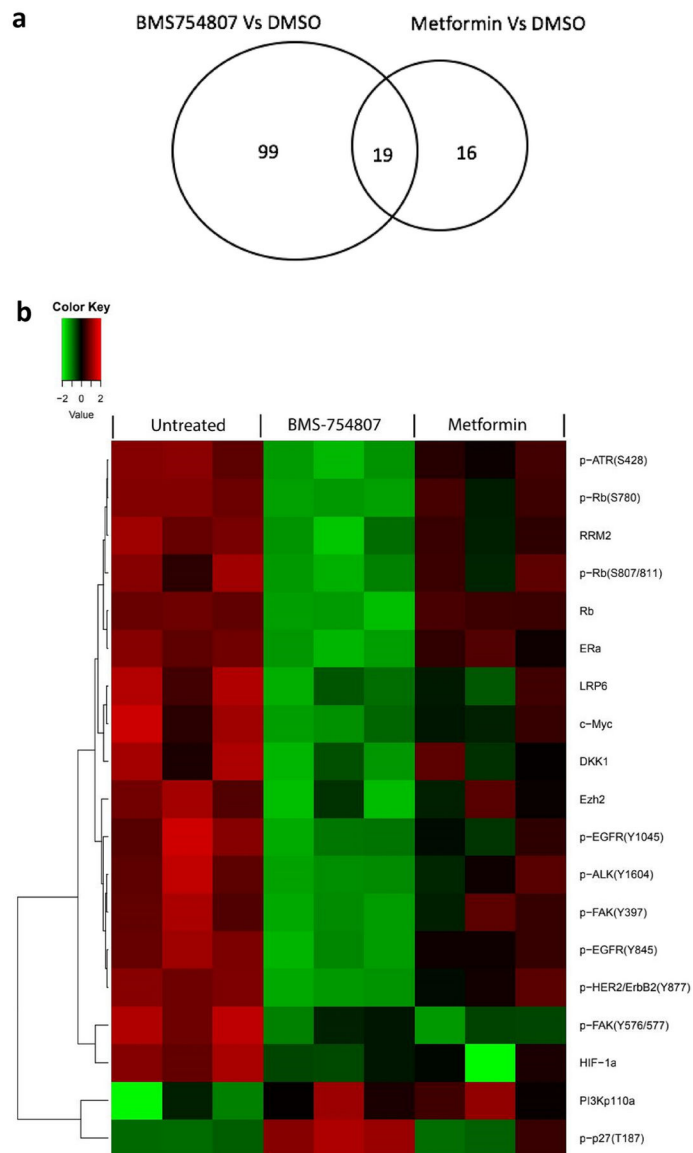 a
BMS754807 Vs DMSO
Metformin Vs DMSO
99
19
16
b
Color Key
−2 0 2
Value
Untreated
BMS-754807
Metformin
p−ATR(S428)
p−Rb(S780)
RRM2
p−Rb(S807/811)
Rb
ERa
LRP6
c−Myc
DKK1
Ezh2
p−EGFR(Y1045)
p−ALK(Y1604)
p−FAK(Y397)
p−EGFR(Y845)
p−HER2/ErbB2(Y877)
p−FAK(Y576/577)
HIF−1a
PI3Kp110a
p−p27(T187)